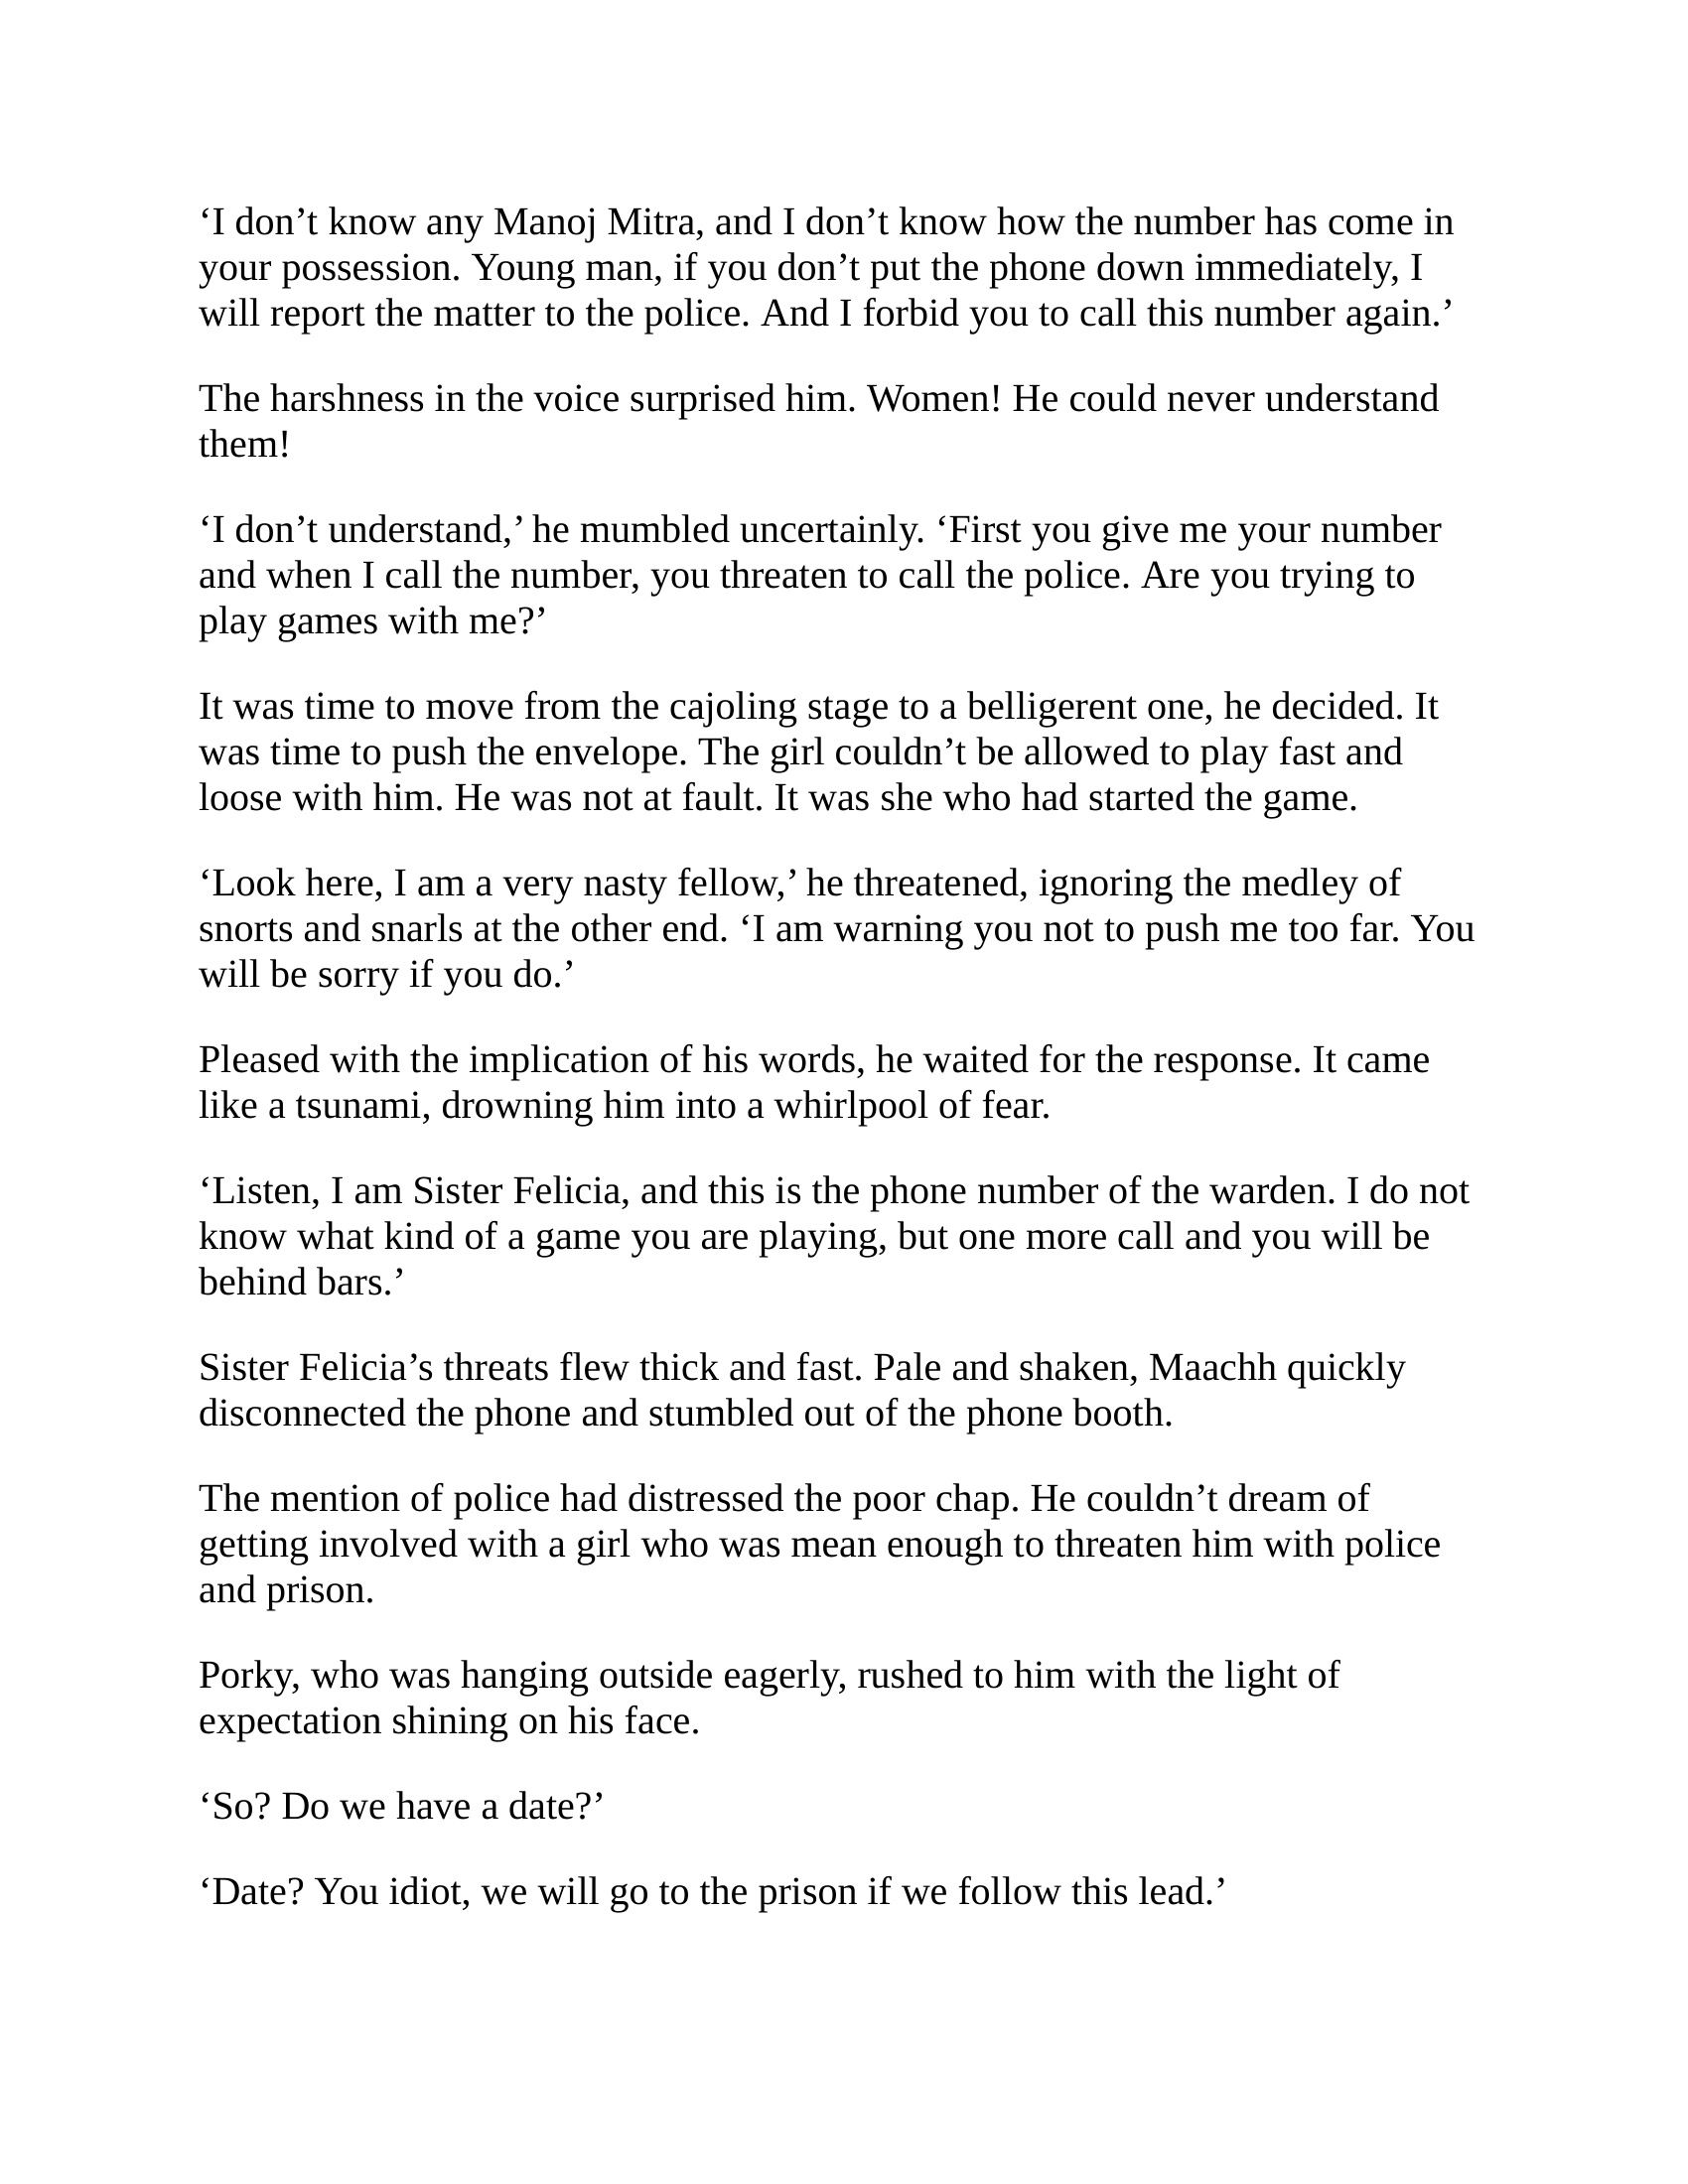 ‘I don’t know any Manoj Mitra, and I don’t know how the number has come in
your possession. Young man, if you don’t put the phone down immediately, I
will report the matter to the police. And I forbid you to call this number again.’
The harshness in the voice surprised him. Women! He could never understand
them!
‘I don’t understand,’ he mumbled uncertainly. ‘First you give me your number
and when I call the number, you threaten to call the police. Are you trying to
play games with me?’
It was time to move from the cajoling stage to a belligerent one, he decided. It
was time to push the envelope. The girl couldn’t be allowed to play fast and
loose with him. He was not at fault. It was she who had started the game.
‘Look here, I am a very nasty fellow,’ he threatened, ignoring the medley of
snorts and snarls at the other end. ‘I am warning you not to push me too far. You
will be sorry if you do.’
Pleased with the implication of his words, he waited for the response. It came
like a tsunami, drowning him into a whirlpool of fear.
‘Listen, I am Sister Felicia, and this is the phone number of the warden. I do not
know what kind of a game you are playing, but one more call and you will be
behind bars.’
Sister Felicia’s threats flew thick and fast. Pale and shaken, Maachh quickly
disconnected the phone and stumbled out of the phone booth.
The mention of police had distressed the poor chap. He couldn’t dream of
getting involved with a girl who was mean enough to threaten him with police
and prison.
Porky, who was hanging outside eagerly, rushed to him with the light of
expectation shining on his face.
‘So? Do we have a date?’
‘Date? You idiot, we will go to the prison if we follow this lead.’